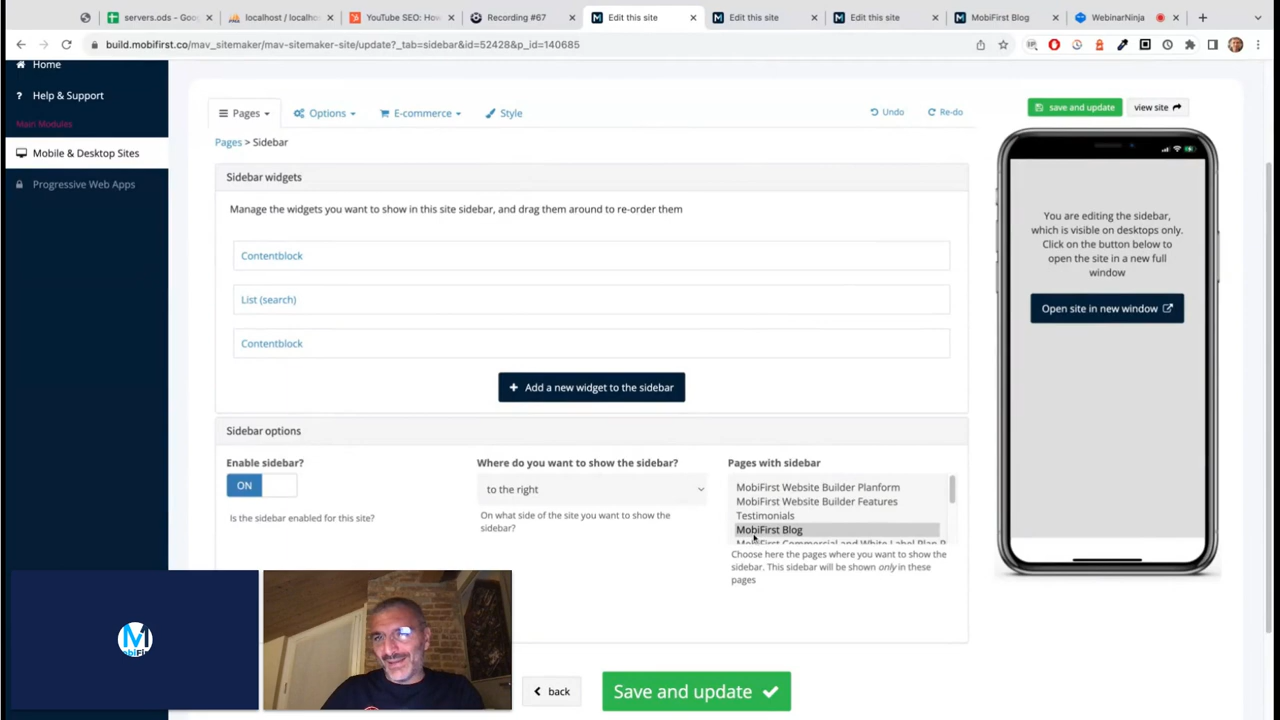 servers.ods - Goog
localhost / localhos
YouTube SEO: How
Recording #67
Edit this site
Edit this site
Edit this site
MobiFirst Blog
WebinarNinja
build.mobifirst.co/mav_sitemaker/mav-sitemaker-site/update?_tab=sidebar&id=52428&p_id=140685
Home
Help & Support
Main Modules
Mobile & Desktop Sites
Progressive Web Apps
Pages
Options
E-commerce
Style
Undo
Re-do
save and update
view site
Pages > Sidebar
Sidebar widgets
Manage the widgets you want to show in this site sidebar, and drag them around to re-order them
Contentblock
List (search)
Contentblock
+ Add a new widget to the sidebar
You are editing the sidebar,
which is visible on desktops only.
Click on the button below to
open the site in a new full
window
Open site in new window
Sidebar options
Enable sidebar?
ON
Is the sidebar enabled for this site?
Where do you want to show the sidebar?
to the right
On what side of the site you want to show the
sidebar?
Pages with sidebar
MobiFirst Website Builder Planform
MobiFirst Website Builder Features
Testimonials
MobiFirst Blog
MobiFirst Commercial and White Label Plan
Choose here the pages where you want to show the
sidebar. This sidebar will be shown only in these
pages
back
Save and update